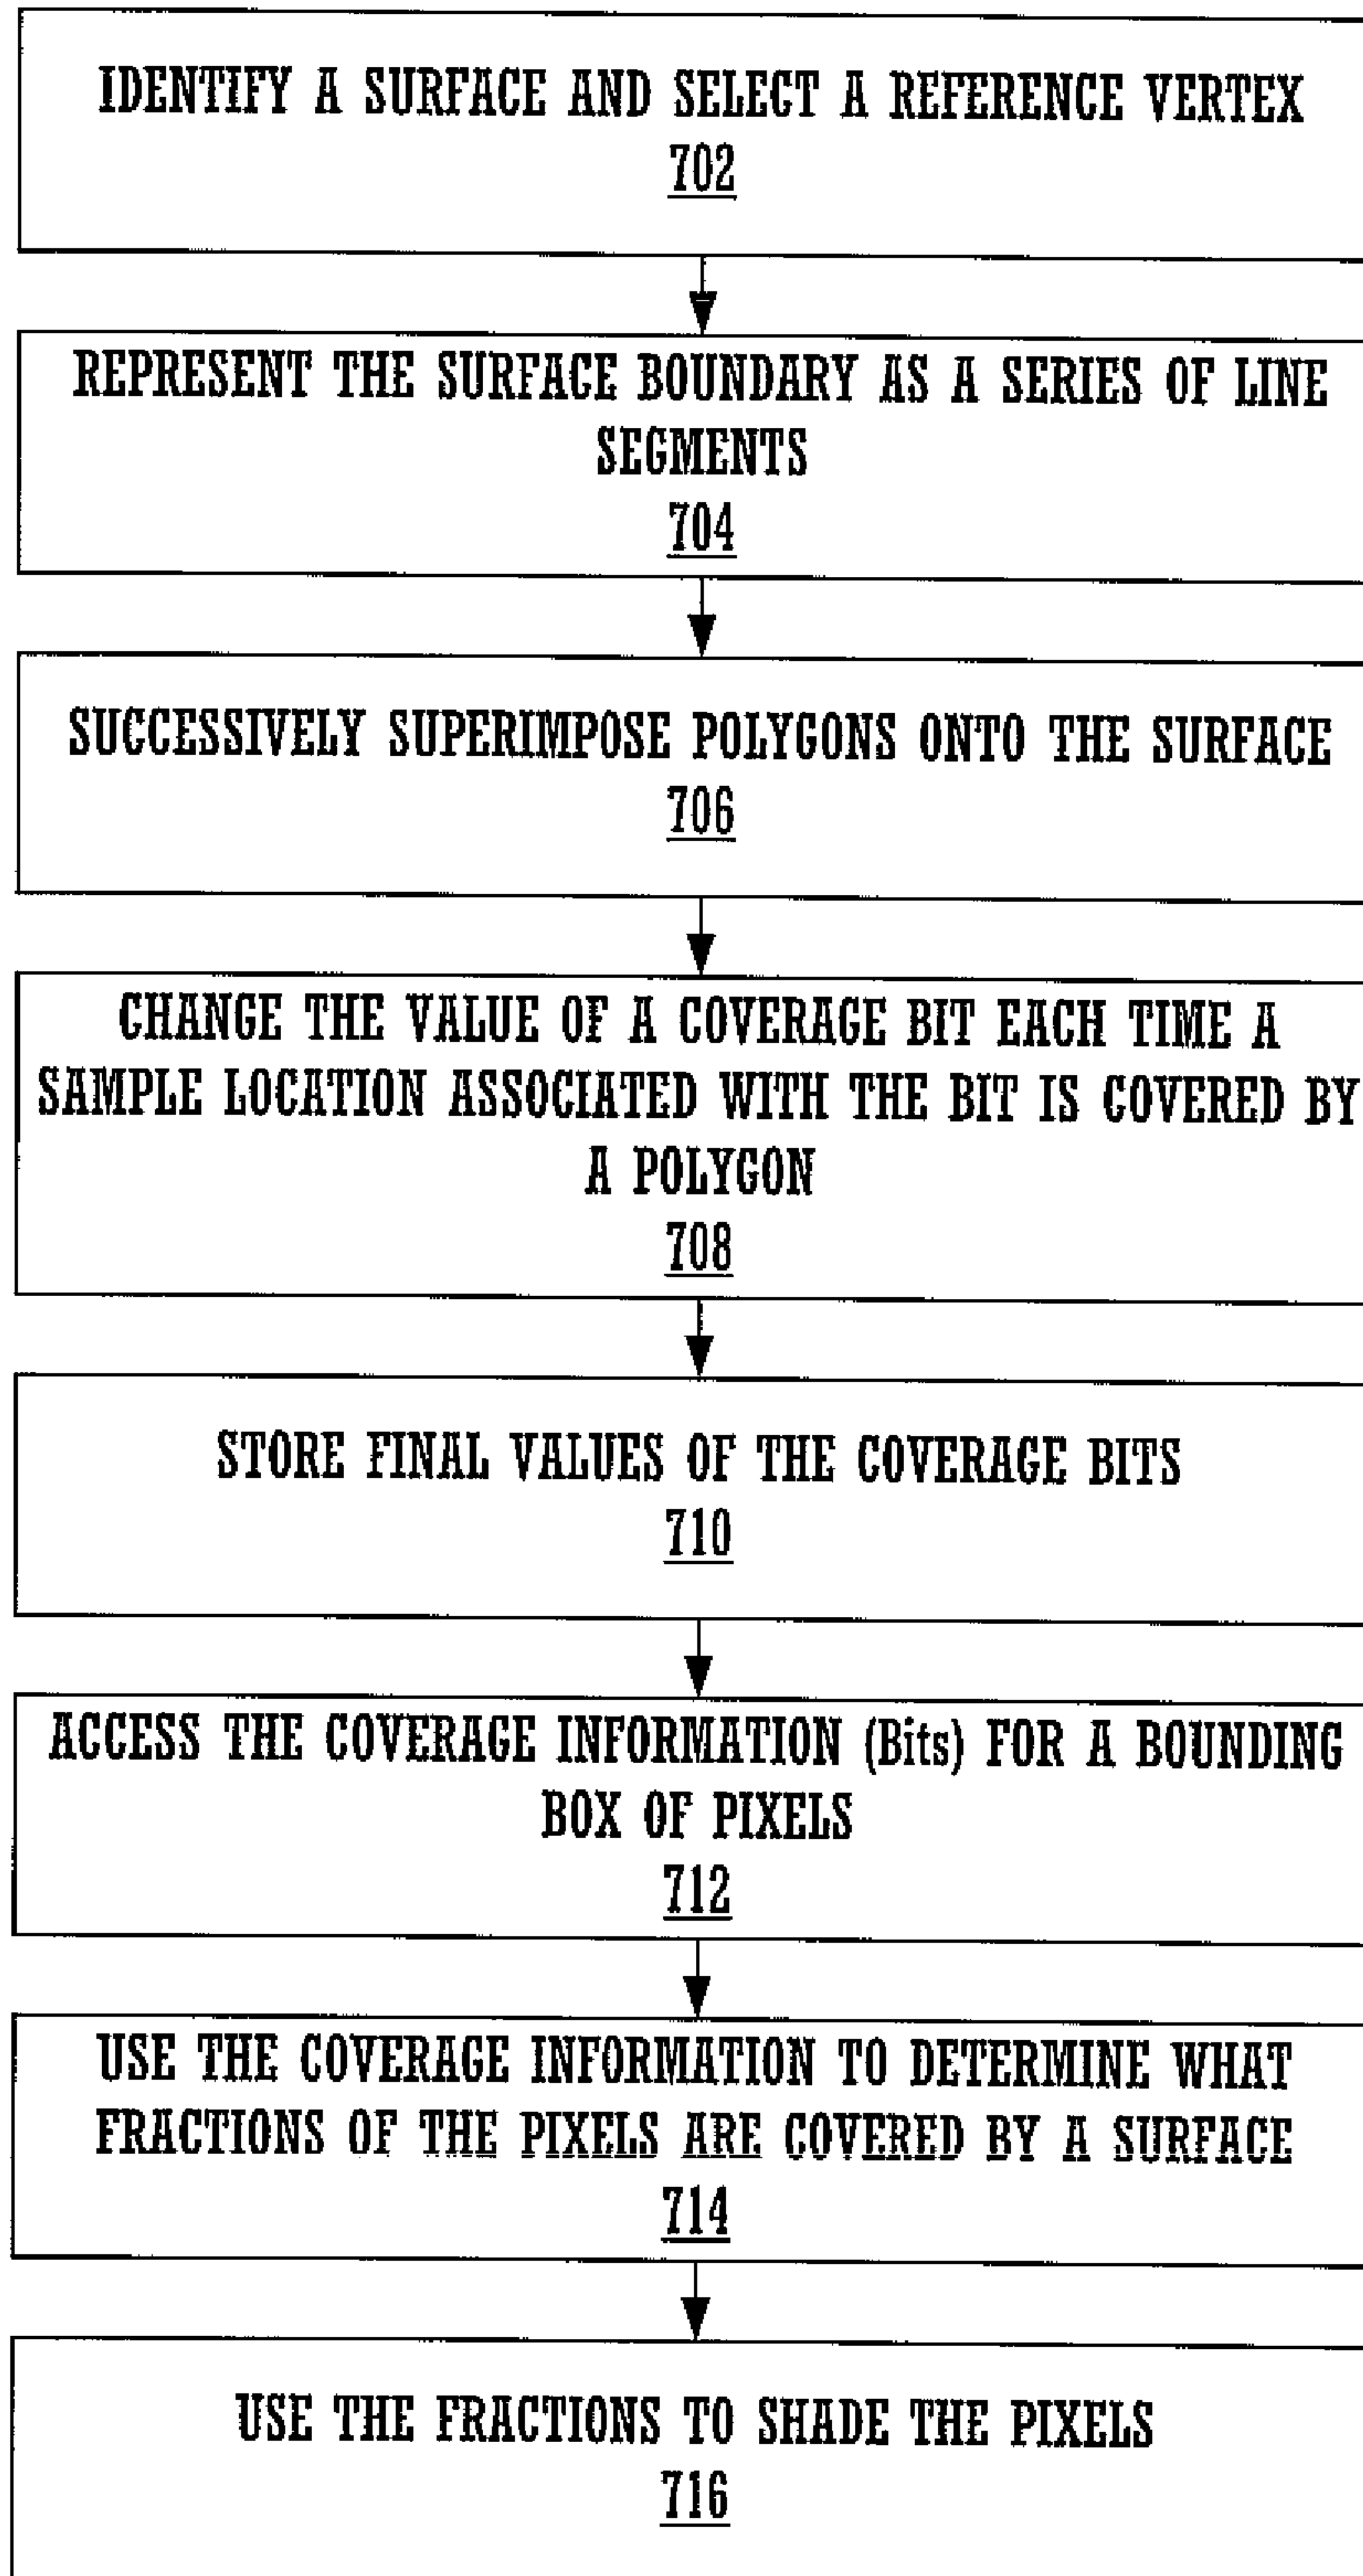 IDENTIFY A SURFACE AND SELECT A REFERENCE VERTEX
702
REPRESENT THE SURFACE BOUNDARY AS A SERIES OF LINE
SEGMENTS
704
SUCCESSIVELY SUPERIMPOSE POLYGONS ONTO THE SURFACE
706
CHANGE THE VALUE OF A COVERAGE BIT EACH TIME A
SAMPLE LOCATION ASSOCIATED WITH THE BIT IS COVERED BY
A POLYGON
708
STORE FINAL VALUES OF THE COVERAGE BITS
710
ACCESS THE COVERAGE INFORMATION (Bits) FOR A BOUNDING
BOX OF PIXELS
712
USE THE COVERAGE INFORMATION TO DETERMINE WHAT
FRACTIONS OF THE PIXELS ARE COVERED BY A SURFACE
714
USE THE FRACTIONS TO SHADE THE PIXELS
716